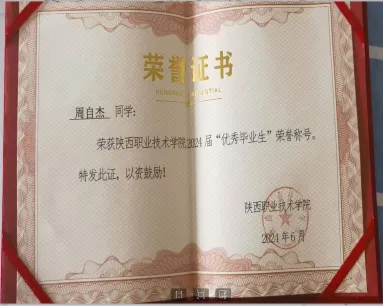 荣誉证书
周自杰 同学：
荣获陕西职业技术学院2024届“优秀毕业生”荣誉称号。
特发此证，以资鼓励！
陕西职业技术学院
2024年6月